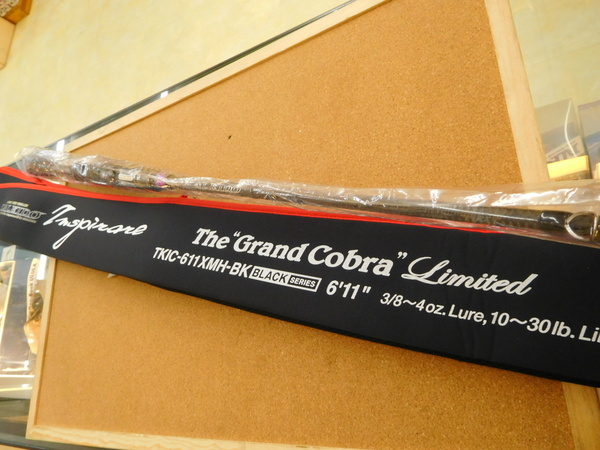 Inspirare
The "Grand Cobra" Limited
TKIC-611XMH-BK BLACK SERIES 6'11" 3/8~4oz. Lure, 10~30lb. Li